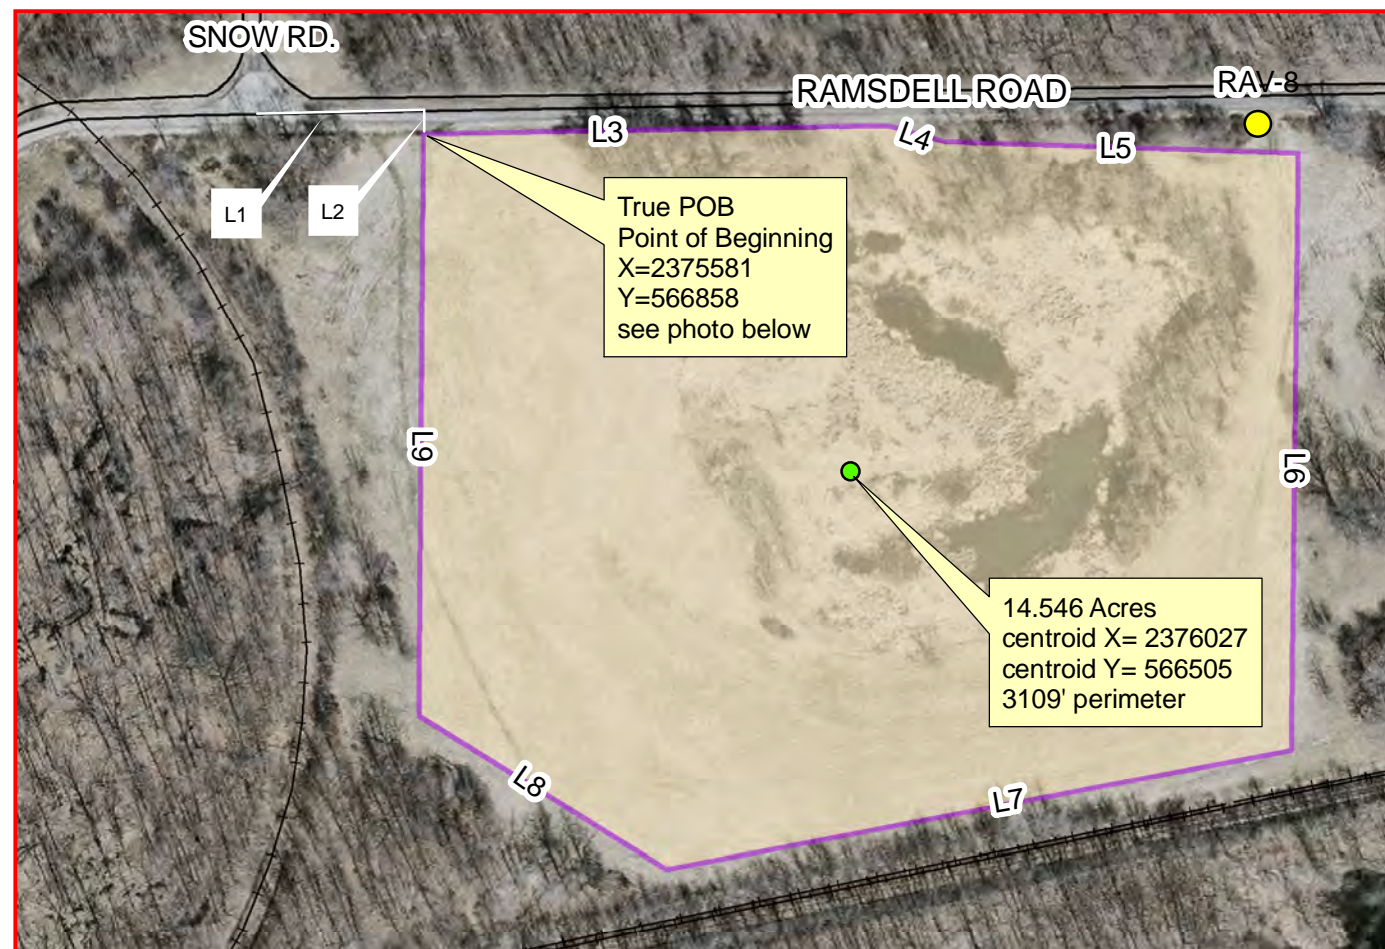 SNOW RD.
RAMSDELL ROAD
RAV-8
L3
L4
L5
L1
L2
True POB
Point of Beginning
X=2375581
Y=566858
see photo below
L9
L6
14.546 Acres
centroid X= 2376027
centroid Y= 566505
3109' perimeter
L8
L7